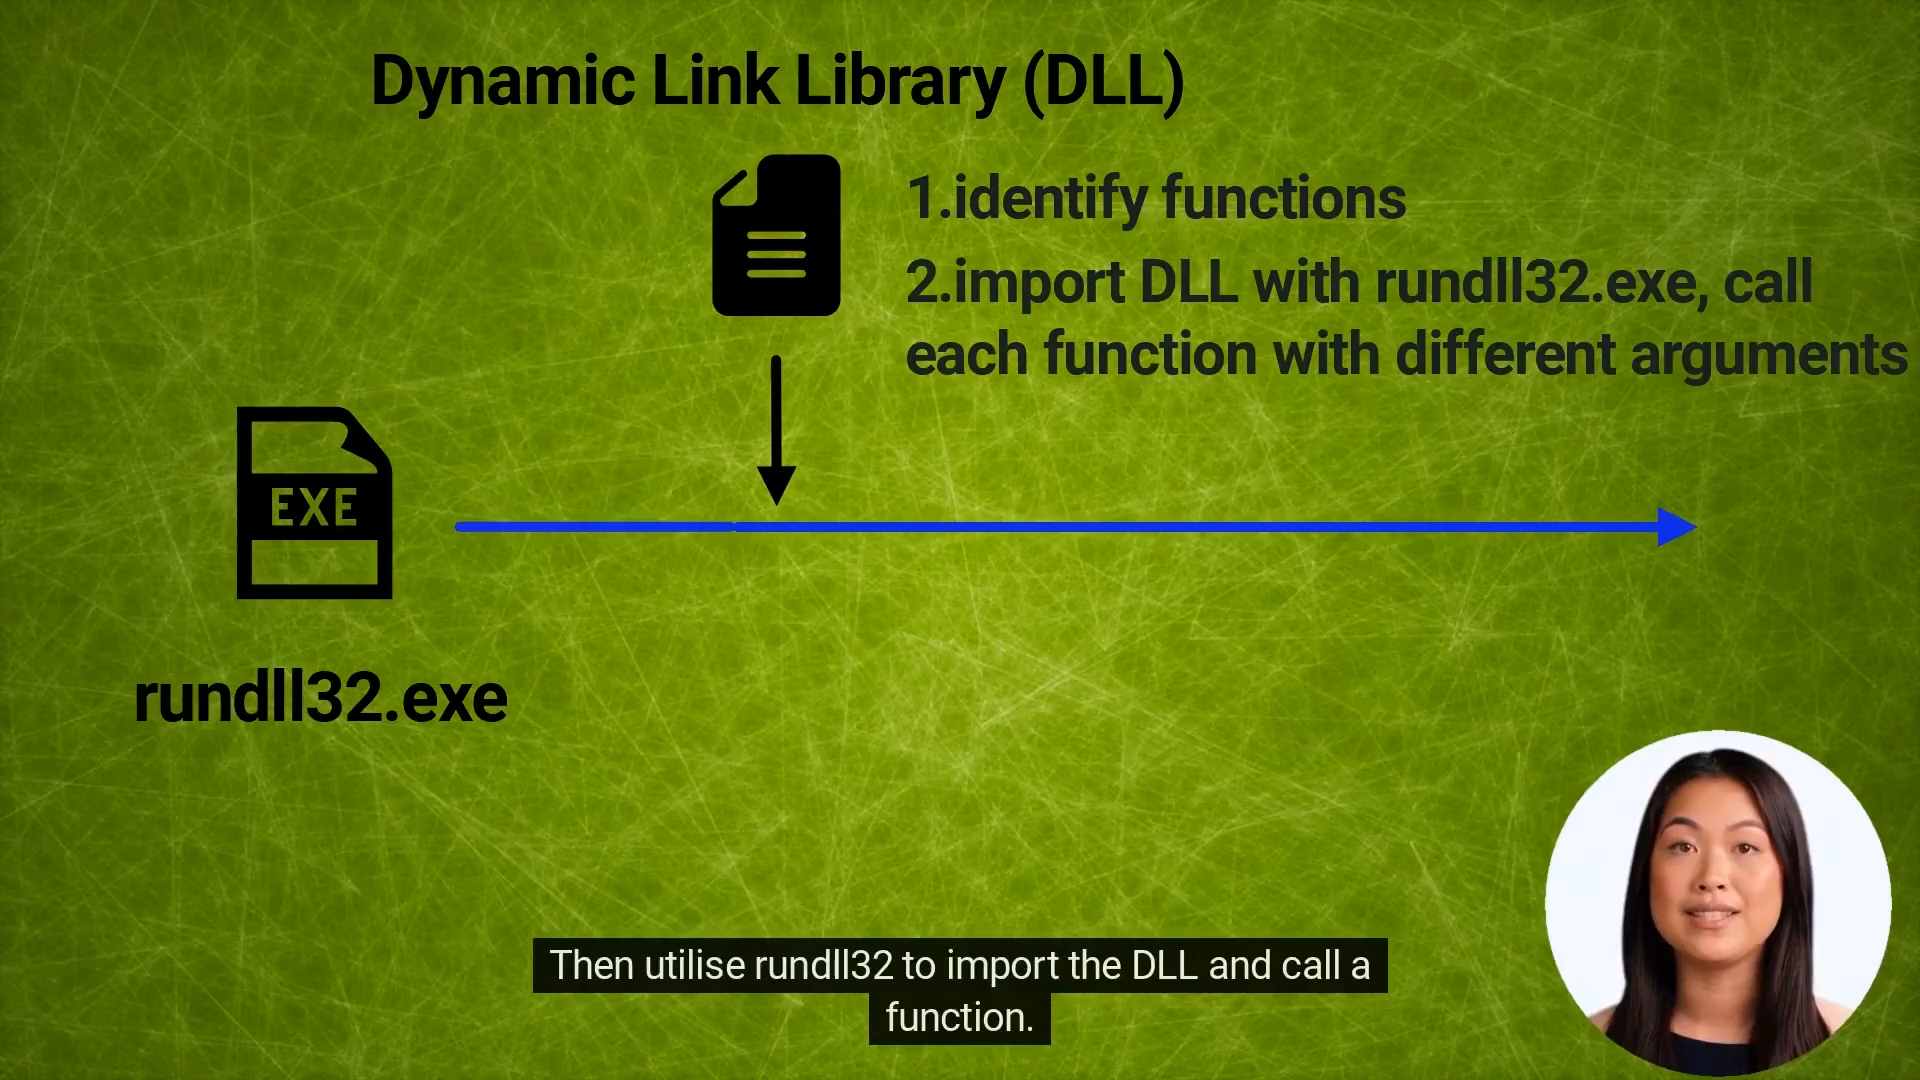 Dynamic Link Library (DLL)
1.identify functions
2.import DLL with rundll32.exe, call
each function with different arguments
EXE
rundll32.exe
Then utilise rundll32 to import the DLL and call a
function.